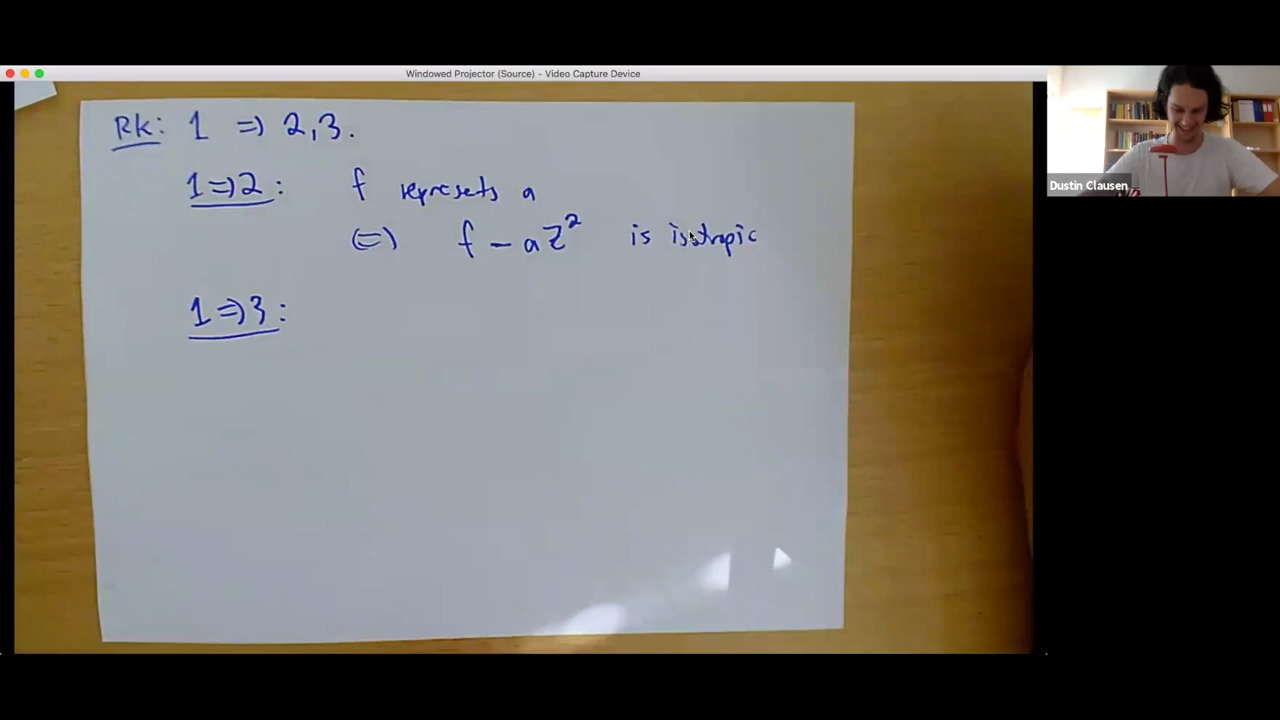 Windowed Projector (Source) - Video Capture Device
Rk: 1 ⇒ 2, 3.
1⇒2: f represents a
⇔ f - aZ² is isotropic
1⇒3:
Dustin Clausen